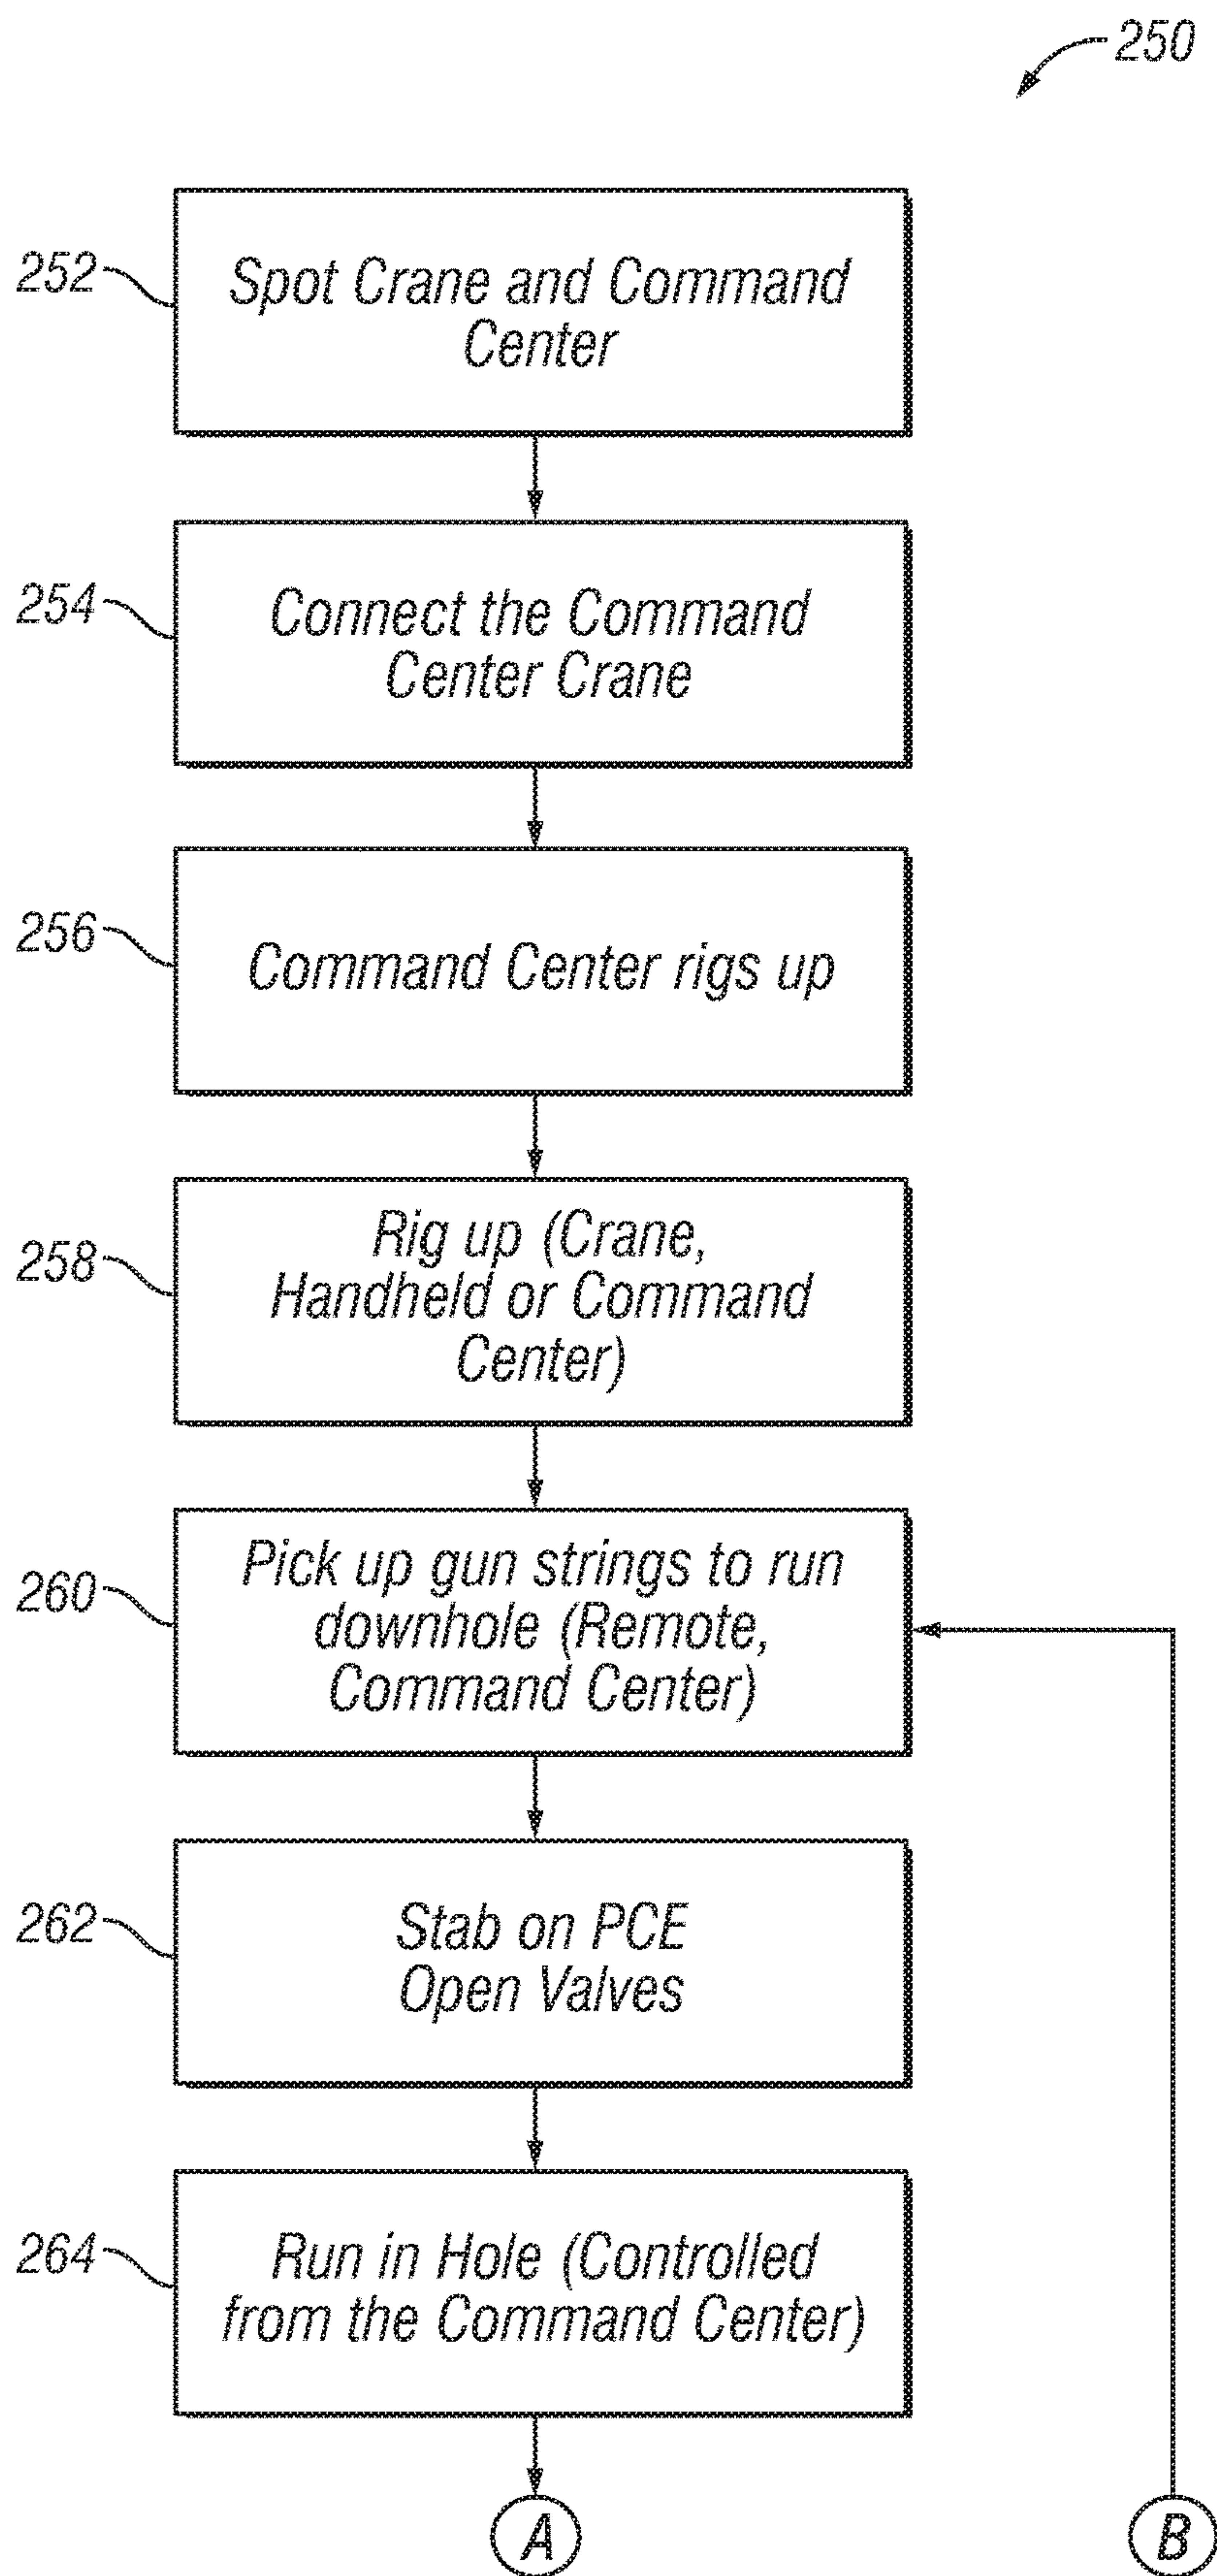 250
252
Spot Crane and Command
Center
254
Connect the Command
Center Crane
256
Command Center rigs up
258
Rig up (Crane,
Handheld or Command
Center)
260
Pick up gun strings to run
downhole (Remote,
Command Center)
262
Stab on PCE
Open Valves
264
Run in Hole (Controlled
from the Command Center)
A
B